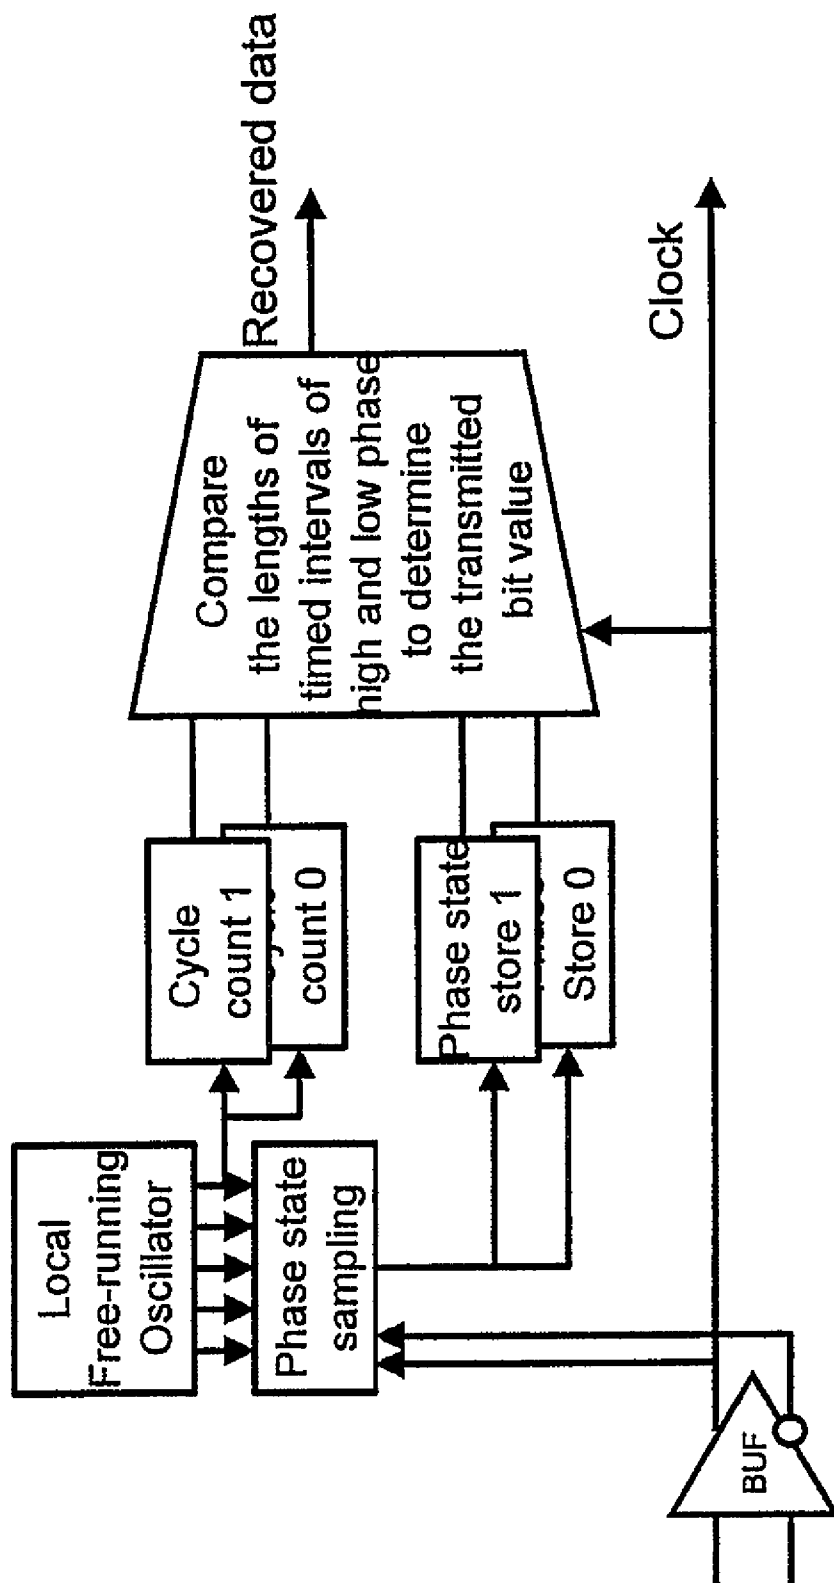 Local
Free-running
Oscillator
Phase state
sampling
Cycle
count 1
count 0
Phase state
store 1
Store 0
Compare
the lengths of
timed intervals of
high and low phase
to determine
the transmitted
bit value
Recovered data
Clock
BUF